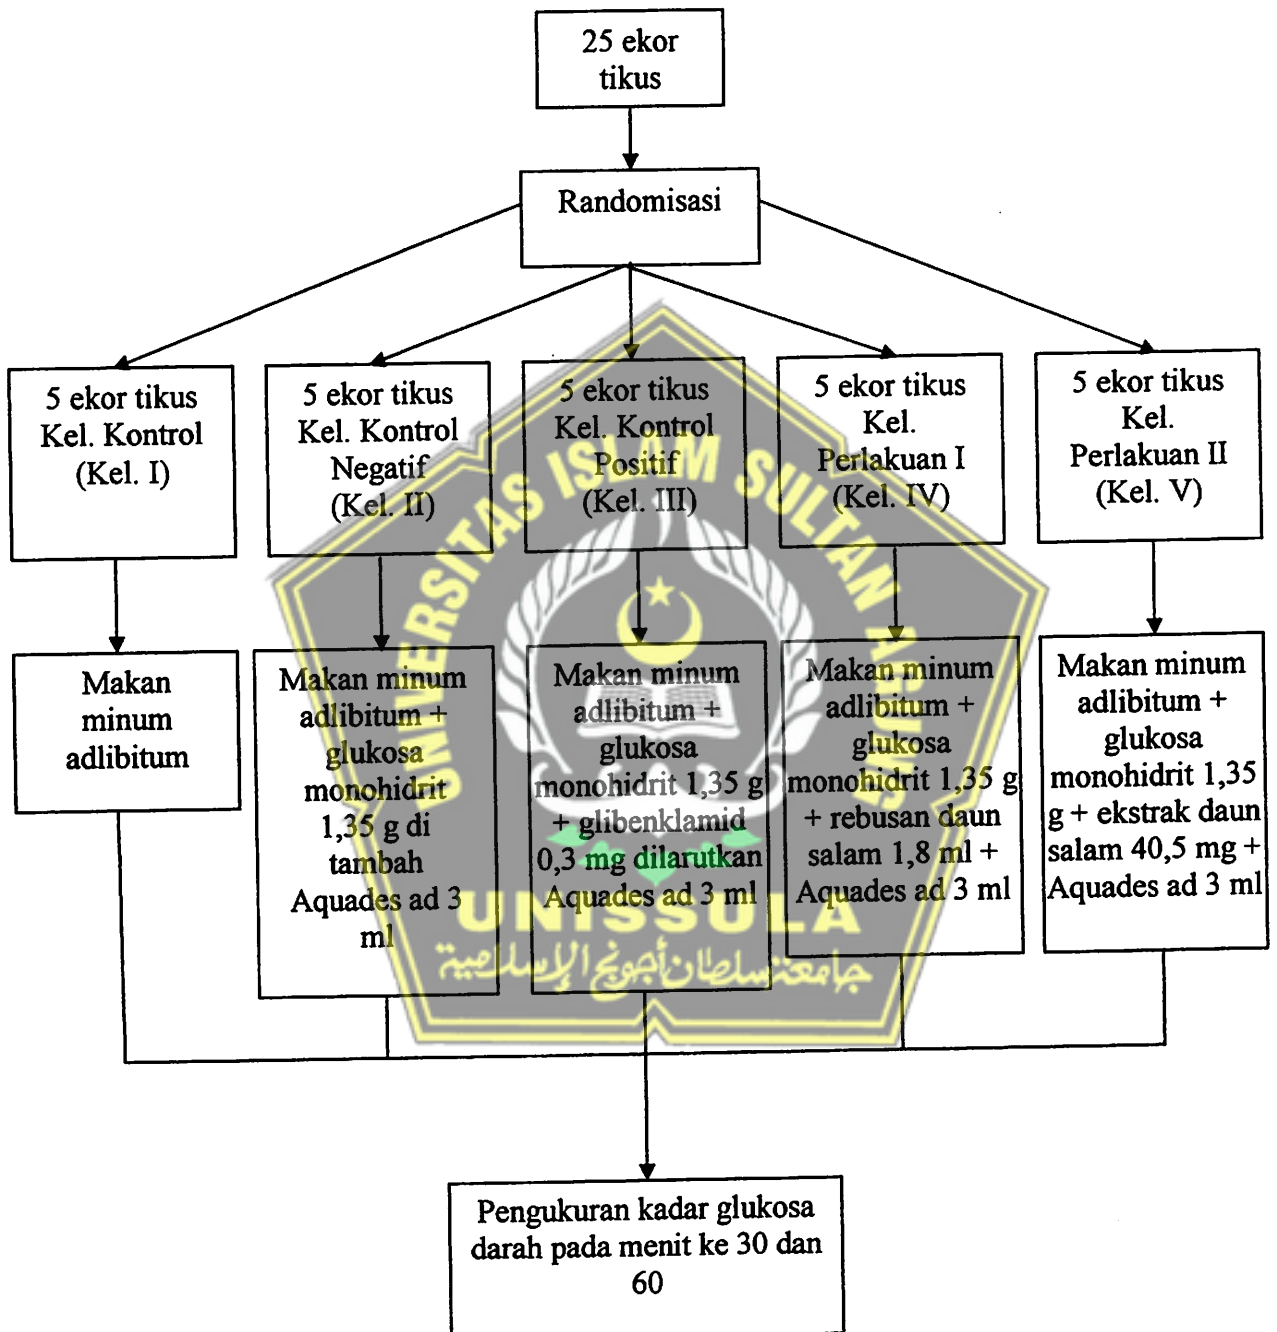 25 ekor
tikus
Randomisasi
5 ekor tikus
Kel. Kontrol
(Kel. I)
5 ekor tikus
Kel. Kontrol
Negatif
(Kel. II)
5 ekor tikus
Kel. Kontrol
Positif
(Kel. III)
5 ekor tikus
Kel.
Perlakuan I
(Kel. IV)
5 ekor tikus
Kel.
Perlakuan II
(Kel. V)
Makan
minum
adlibitum
Makan minum
adlibitum +
glukosa
monohidrit
1,35 g di
tambah
Aquades ad 3
ml
Makan minum
adlibitum +
glukosa
monohidrit 1,35 g
+ glibenklamid
0,3 mg dilarutkan
Aquades ad 3 ml
Makan minum
adlibitum +
glukosa
monohidrit 1,35 g
+ rebusan daun
salam 1,8 ml +
Aquades ad 3 ml
Makan minum
adlibitum +
glukosa
monohidrit 1,35
g + ekstrak daun
salam 40,5 mg +
Aquades ad 3 ml
UNIVERSITAS ISLAM SULTAN AGUNG
UNISSULA
جامعة سلطان أجونج الإسلامية
Pengukuran kadar glukosa
darah pada menit ke 30 dan
60